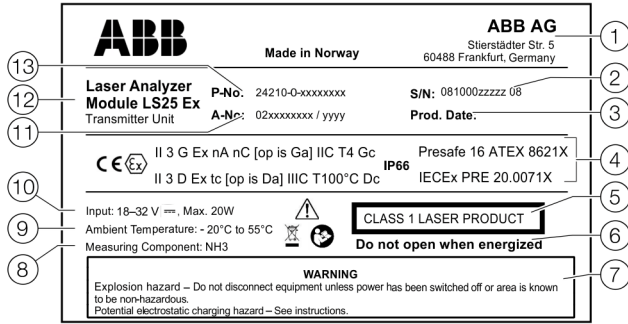 ABB
Made in Norway
ABB AG
Stierstädter Str. 5
60488 Frankfurt, Germany
1
13
12
11
Laser Analyzer
Module LS25 Ex
Transmitter Unit
P-No: 24210-0-xxxxxxxx
A-No: 02xxxxxxxx / yyyy
S/N: 081000zzzzz 08
Prod. Date:
2
3
CE Ex
II 3 G Ex nA nC [op is Ga] IIC T4 Gc
II 3 D Ex tc [op is Da] IIIC T100°C Dc
IP66
Presafe 16 ATEX 8621X
IECEx PRE 20.0071X
4
10
9
8
Input: 18–32 V, Max. 20W
Ambient Temperature: - 20°C to 55°C
Measuring Component: NH3
CLASS 1 LASER PRODUCT
Do not open when energized
5
6
WARNING
Explosion hazard – Do not disconnect equipment unless power has been switched off or area is known
to be non-hazardous.
Potential electrostatic charging hazard – See instructions.
7